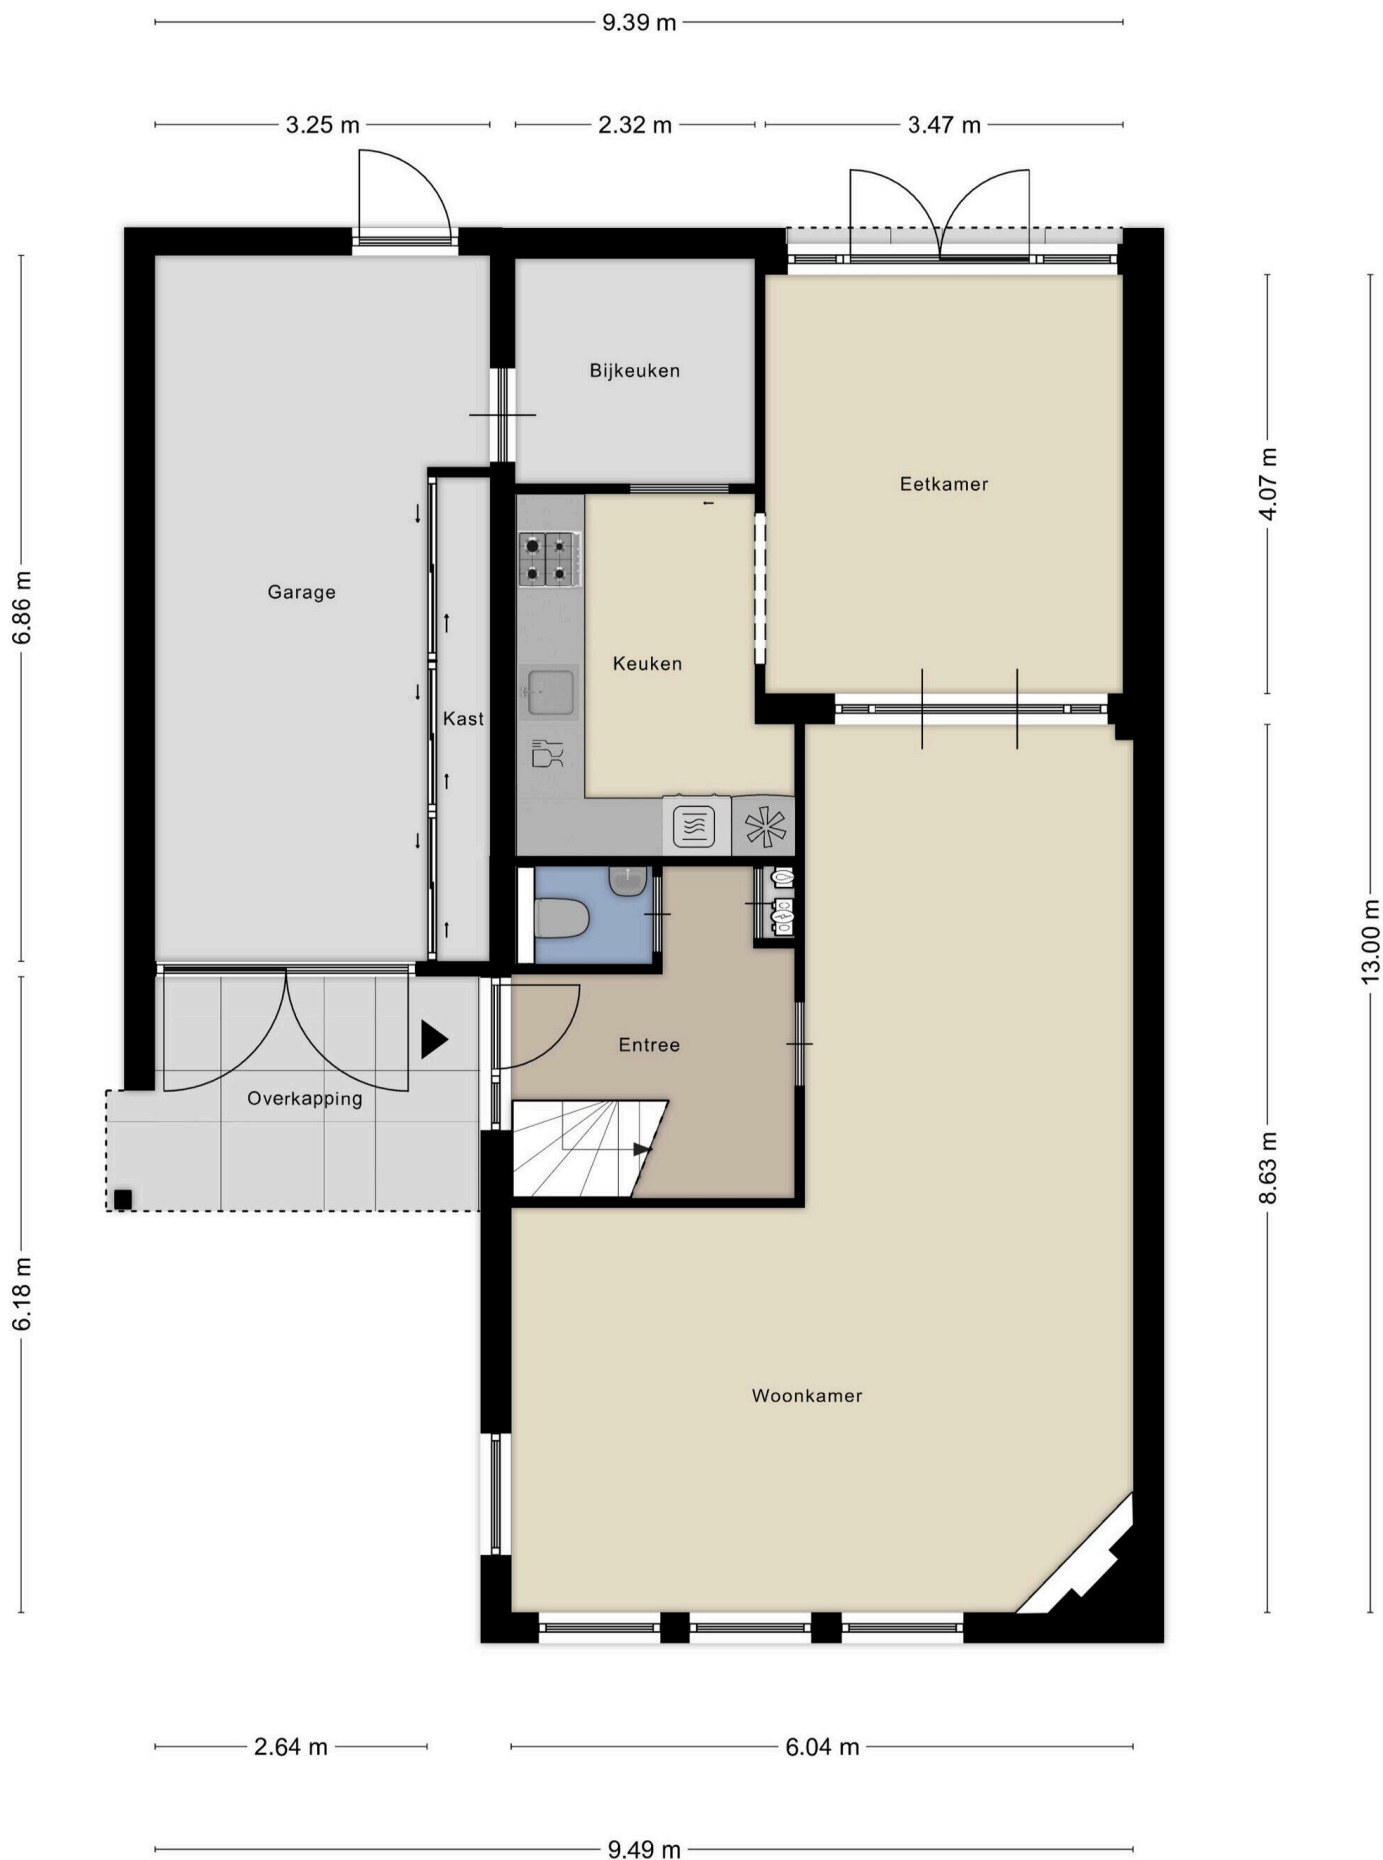 9.39 m
3.25 m
2.32 m
3.47 m
Bijkeuken
4.07 m
Eetkamer
6.86 m
Garage
Keuken
Kast
13.00 m
Entree
Overkapping
8.63 m
6.18 m
Woonkamer
2.64 m
6.04 m
9.49 m